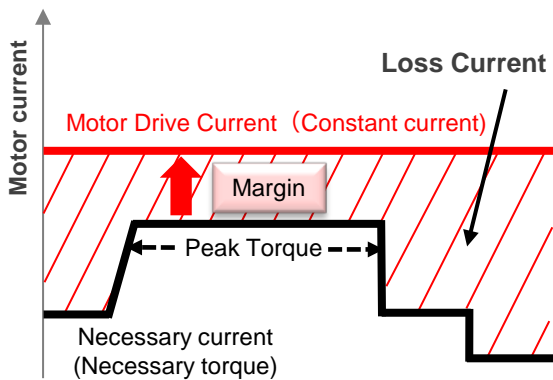 Motor current
Loss Current
Motor Drive Current（Constant current)
Margin
Peak Torque
Necessary current
(Necessary torque)